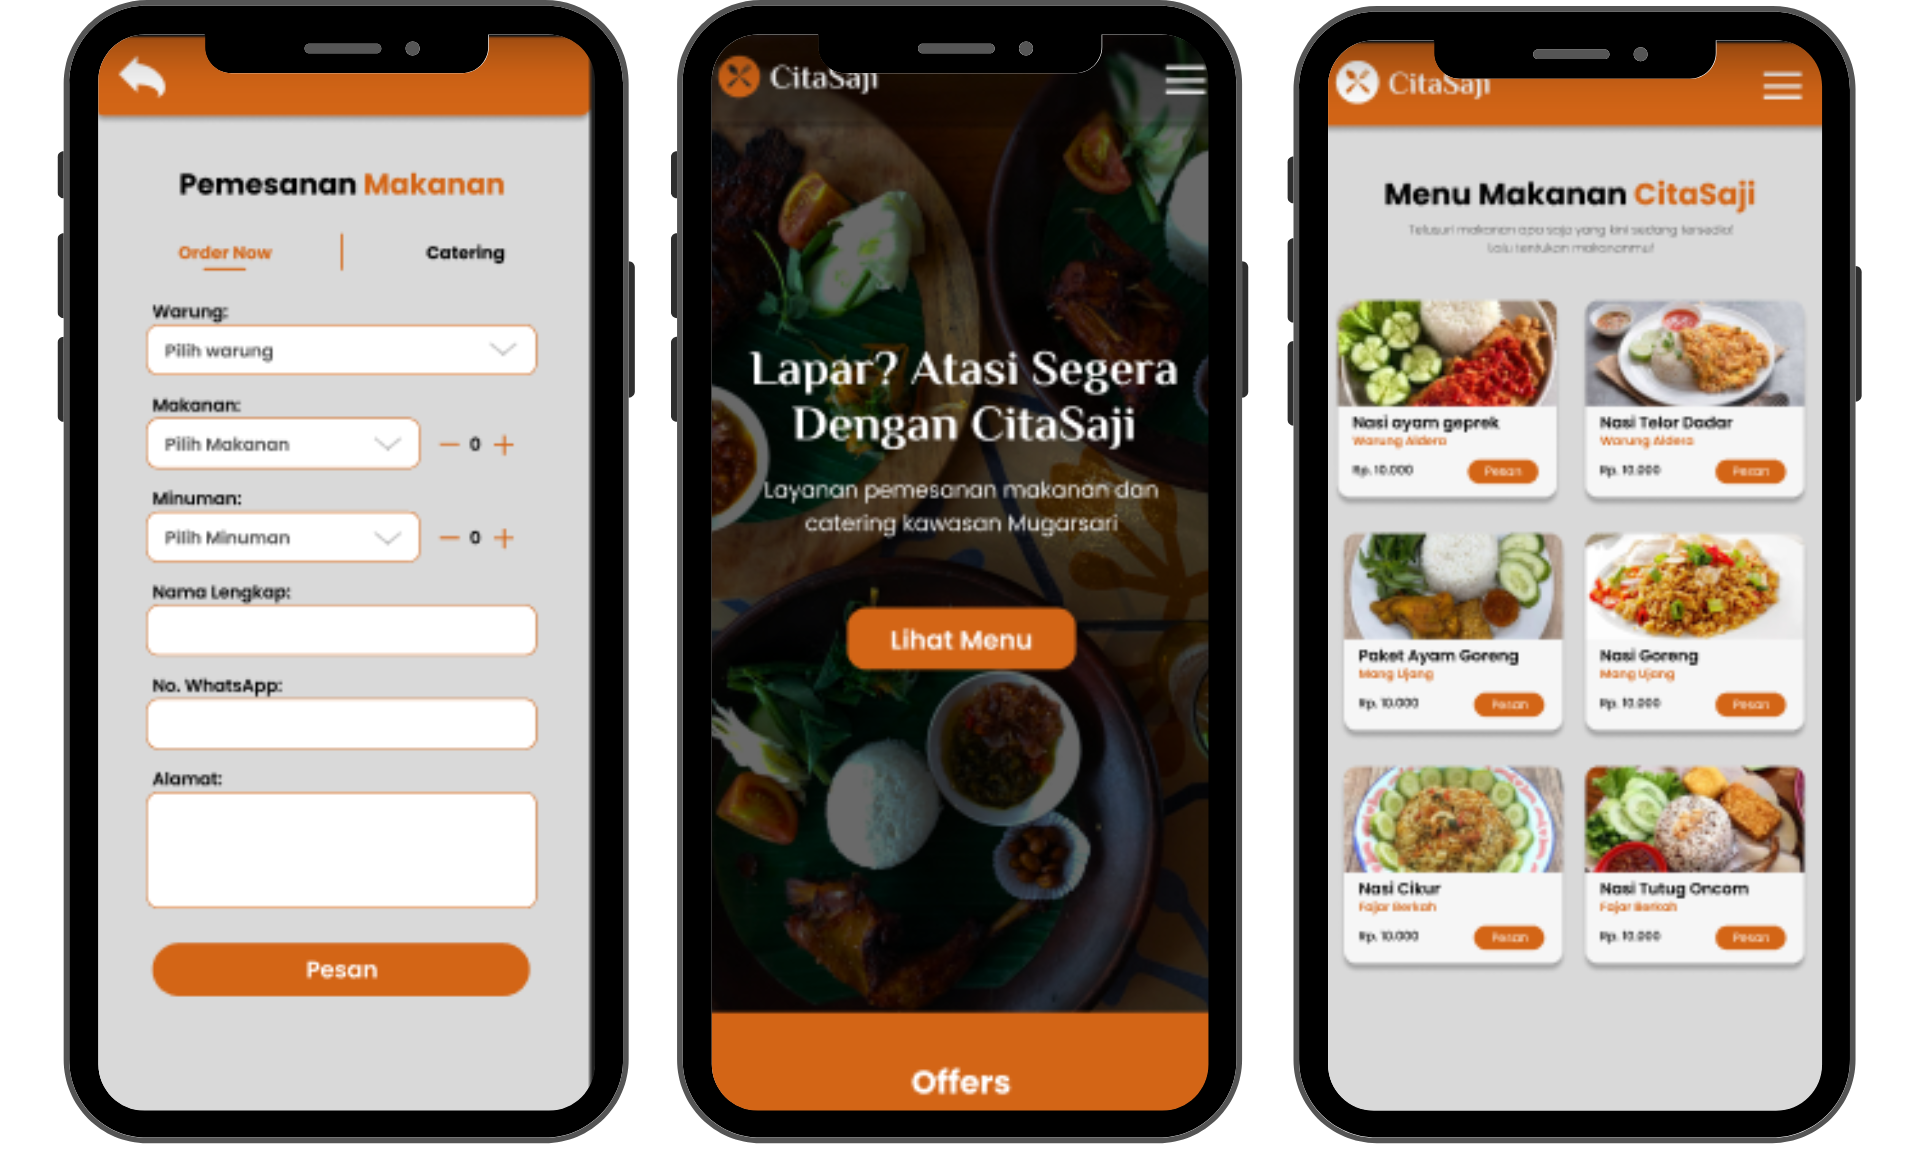 Pemesanan Makanan
Order Now
Catering
Warung:
Pilih warung
Makanan:
Pilih Makanan
0
Minuman:
Pilih Minuman
0
Nama Lengkap:
No. WhatsApp:
Alamat:
Pesan
CitaSaji
Lapar? Atasi Segera
Dengan CitaSaji
Layanan pemesanan makanan dan
catering kawasan Mugarsari
Lihat Menu
Offers
CitaSaji
Menu Makanan CitaSaji
Telusuri makanan apa saja yang kini sedang tersedia!
Lalu tentukan makananmu!
Nasi ayam geprek
Warung Aldera
Rp. 10.000
Pesan
Nasi Telor Dadar
Warung Aldera
Rp. 10.000
Pesan
Paket Ayam Goreng
Mang Ujang
Rp. 10.000
Pesan
Nasi Goreng
Mang Ujang
Rp. 10.000
Pesan
Nasi Cikur
Fajar Berkah
Rp. 10.000
Pesan
Nasi Tutug Oncom
Fajar Berkah
Rp. 10.000
Pesan